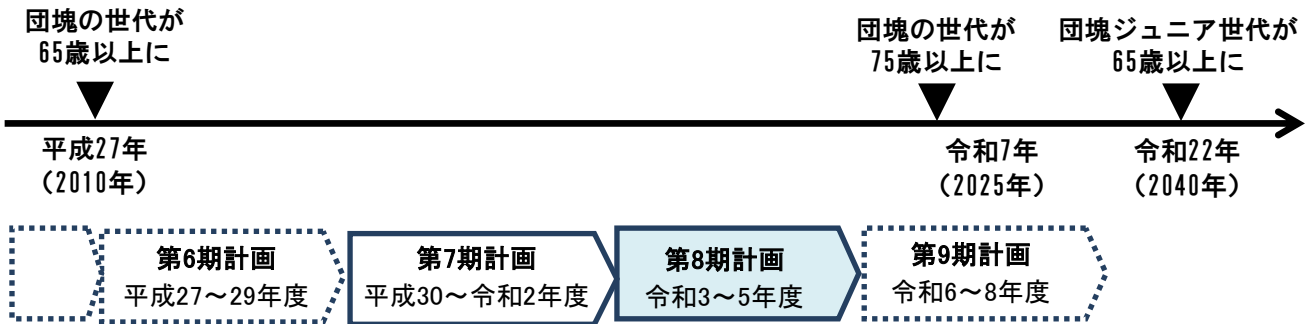 団塊の世代が
65歳以上に
団塊の世代が
75歳以上に
団塊ジュニア世代が
65歳以上に
平成27年
（2010年）
令和7年
（2025年）
令和22年
（2040年）
第6期計画
平成27～29年度
第7期計画
平成30～令和2年度
第8期計画
令和3～5年度
第9期計画
令和6～8年度